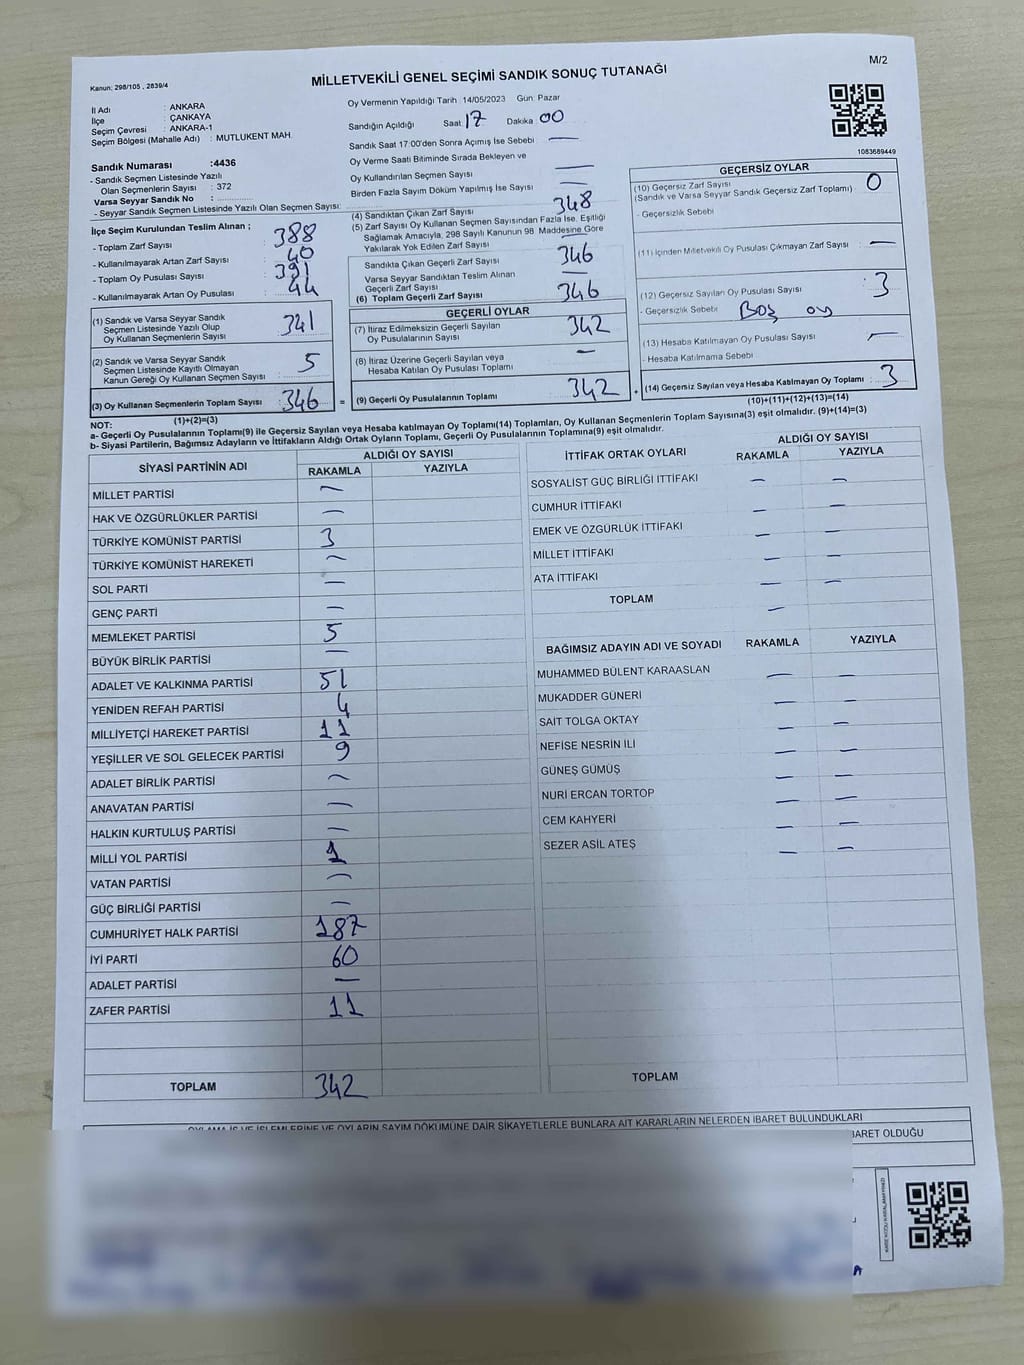 M/2
Kanun: 298/105 , 2839/4
MİLLETVEKİLİ GENEL SEÇİMİ SANDIK SONUÇ TUTANAĞI
İl Adı : ANKARA
İlçe : ÇANKAYA
Seçim Çevresi : ANKARA-1
Seçim Bölgesi (Mahalle Adı) : MUTLUKENT MAH.
Sandık Numarası :4436
- Sandık Seçmen Listesinde Yazılı
Olan Seçmenlerin Sayısı : 372
Varsa Seyyar Sandık No :
- Seyyar Sandık Seçmen Listesinde Yazılı Olan Seçmen Sayısı:
İlçe Seçim Kurulundan Teslim Alınan ;
- Toplam Zarf Sayısı : 388
- Kullanılmayarak Artan Zarf Sayısı : 40
- Toplam Oy Pusulası Sayısı : 391
- Kullanılmayarak Artan Oy Pusulası : 44
(1) Sandık ve Varsa Seyyar Sandık
Seçmen Listesinde Yazılı Olup
Oy Kullanan Seçmenlerin Sayısı : 341
(2) Sandık ve Varsa Seyyar Sandık
Seçmen Listesinde Kayıtlı Olmayan
Kanun Gereği Oy Kullanan Seçmen Sayısı : 5
(3) Oy Kullanan Seçmenlerin Toplam Sayısı : 346 =
(1)+(2)=(3)
Oy Vermenin Yapıldığı Tarih :14/05/2023 Gün: Pazar
Sandığın Açıldığı Saat: 17 Dakika: 00
Sandık Saat 17:00'den Sonra Açımış İse Sebebi —
Oy Verme Saati Bitiminde Sırada Bekleyen ve
Oy Kullandırılan Seçmen Sayısı —
Birden Fazla Sayım Döküm Yapılmış İse Sayısı —
(4) Sandıktan Çıkan Zarf Sayısı 348
(5) Zarf Sayısı Oy Kullanan Seçmen Sayısından Fazla İse, Eşitliği
Sağlamak Amacıyla, 298 Sayılı Kanunun 98. Maddesine Göre
Yakılarak Yok Edilen Zarf Sayısı —
Sandıkta Çıkan Geçerli Zarf Sayısı : 346
Varsa Seyyar Sandıktan Teslim Alınan
Geçerli Zarf Sayısı : —
(6) Toplam Geçerli Zarf Sayısı : 346
GEÇERLİ OYLAR
(7) İtiraz Edilmeksizin Geçerli Sayılan
Oy Pusulalarının Sayısı : 342
(8) İtiraz Üzerine Geçerli Sayılan veya
Hesaba Katılan Oy Pusulası Toplamı : —
(9) Geçerli Oy Pusulalarının Toplamı : 342 +
1083689449
GEÇERSİZ OYLAR
(10) Geçersiz Zarf Sayısı
(Sandık ve Varsa Seyyar Sandık Geçersiz Zarf Toplamı) : 0
- Geçersizlik Sebebi
(11) İçinden Milletvekili Oy Pusulası Çıkmayan Zarf Sayısı : —
(12) Geçersiz Sayılan Oy Pusulası Sayısı : 3
- Geçersizlik Sebebi Boş oy
(13) Hesaba Katılmayan Oy Pusulası Sayısı : —
- Hesaba Katılmama Sebebi
(14) Geçersiz Sayılan veya Hesaba Katılmayan Oy Toplamı : 3
(10)+(11)+(12)+(13)=(14)
NOT:
a- Geçerli Oy Pusulalarının Toplamı(9) ile Geçersiz Sayılan veya Hesaba katılmayan Oy Toplamı(14) Toplamları, Oy Kullanan Seçmenlerin Toplam Sayısına(3) eşit olmalıdır. (9)+(14)=(3)
b- Siyasi Partilerin, Bağımsız Adayların ve İttifakların Aldığı Ortak Oyların Toplamı, Geçerli Oy Pusulalarının Toplamına(9) eşit olmalıdır.
SİYASİ PARTİNİN ADI ALDIĞI OY SAYISI
RAKAMLA YAZIYLA
MİLLET PARTİSİ —
HAK VE ÖZGÜRLÜKLER PARTİSİ —
TÜRKİYE KOMÜNİST PARTİSİ 3
TÜRKİYE KOMÜNİST HAREKETİ —
SOL PARTİ —
GENÇ PARTİ —
MEMLEKET PARTİSİ 5
BÜYÜK BİRLİK PARTİSİ —
ADALET VE KALKINMA PARTİSİ 51
YENİDEN REFAH PARTİSİ 4
MİLLİYETÇİ HAREKET PARTİSİ 11
YEŞİLLER VE SOL GELECEK PARTİSİ 9
ADALET BİRLİK PARTİSİ —
ANAVATAN PARTİSİ —
HALKIN KURTULUŞ PARTİSİ —
MİLLİ YOL PARTİSİ 1
VATAN PARTİSİ —
GÜÇ BİRLİĞİ PARTİSİ —
CUMHURİYET HALK PARTİSİ 187
İYİ PARTİ 60
ADALET PARTİSİ —
ZAFER PARTİSİ 11
TOPLAM 342
İTTİFAK ORTAK OYLARI ALDIĞI OY SAYISI
RAKAMLA YAZIYLA
SOSYALİST GÜÇ BİRLİĞİ İTTİFAKI — —
CUMHUR İTTİFAKI — —
EMEK VE ÖZGÜRLÜK İTTİFAKI — —
MİLLET İTTİFAKI — —
ATA İTTİFAKI — —
TOPLAM —
BAĞIMSIZ ADAYIN ADI VE SOYADI RAKAMLA YAZIYLA
MUHAMMED BÜLENT KARAASLAN — —
MUKADDER GÜNERİ — —
SAİT TOLGA OKTAY — —
NEFİSE NESRİN İLİ — —
GÜNEŞ GÜMÜŞ — —
NURİ ERCAN TORTOP — —
CEM KAHYERİ — —
SEZER ASİL ATEŞ — —
TOPLAM
OYLAMA İŞ VE İŞLEMLERİNE VE OYLARIN SAYIM DÖKÜMÜNE DAİR ŞİKAYETLERLE BUNLARA AİT KARARLARIN NELERDEN İBARET BULUNDUKLARI
BARET OLDUĞU